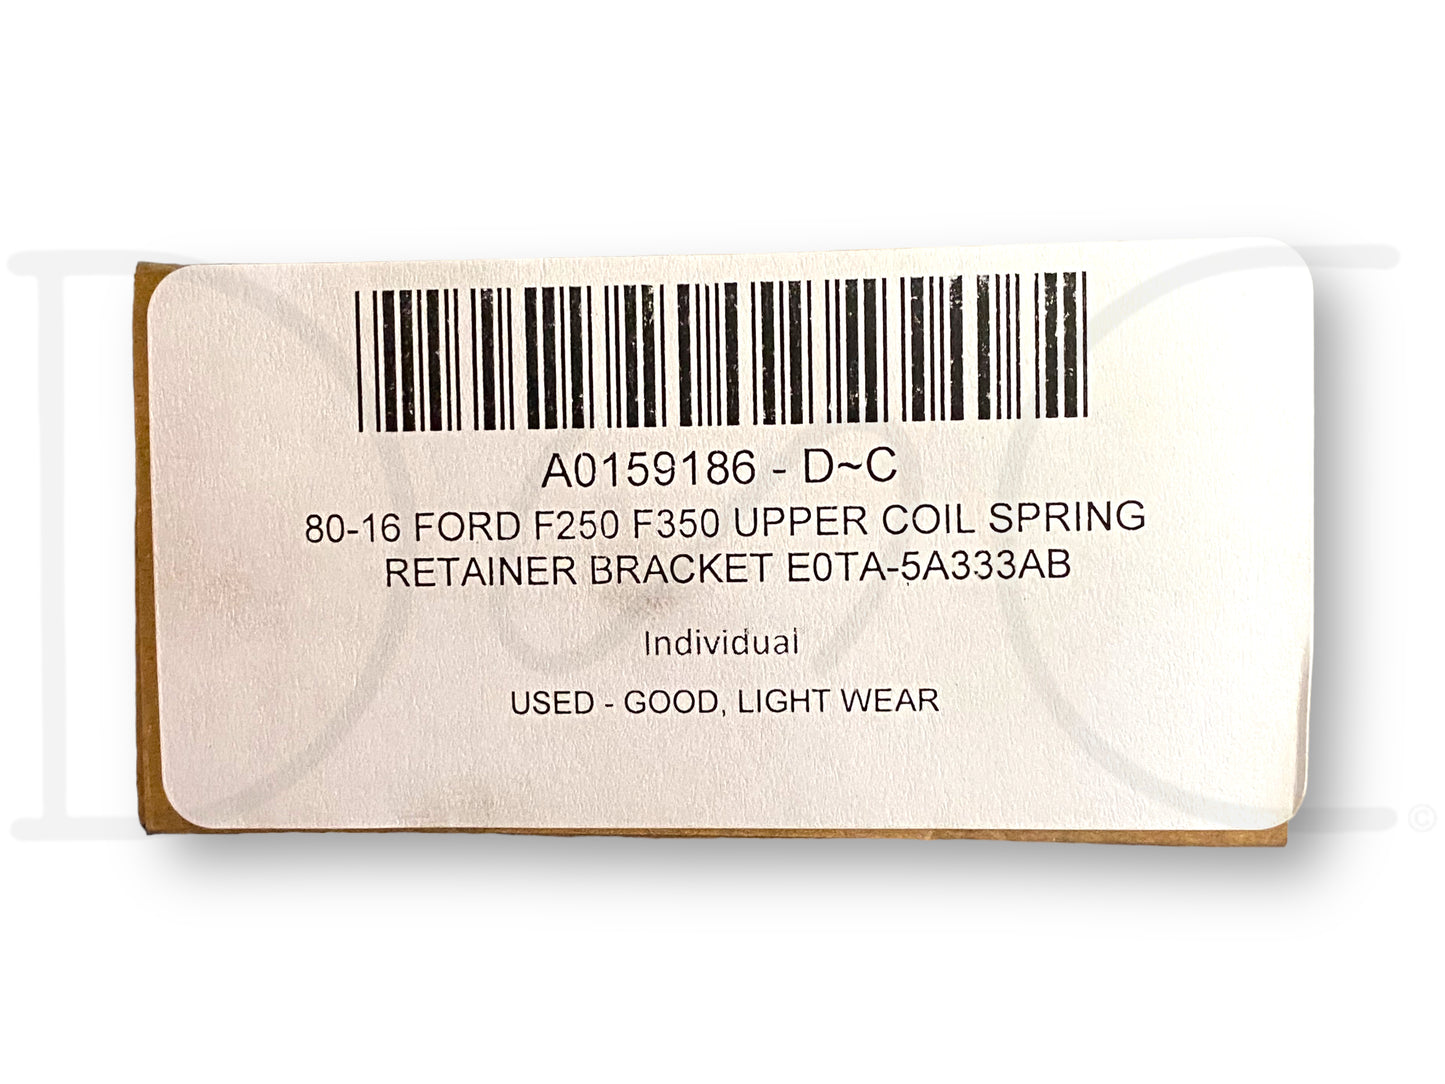 A0159186 - D~C
80-16 FORD F250 F350 UPPER COIL SPRING
RETAINER BRACKET E0TA-5A333AB
Individual
USED - GOOD, LIGHT WEAR
©